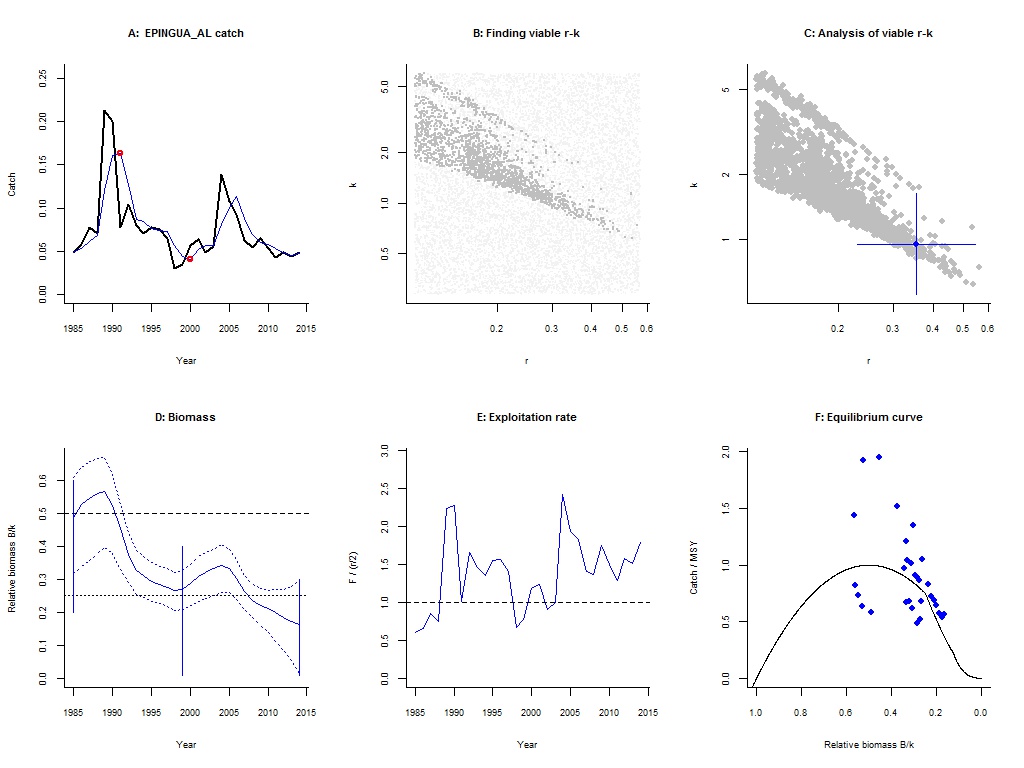 A: EPINGUA_AL catch
Catch
0.25
0.20
0.15
0.10
0.05
0.00
1985 1990 1995 2000 2005 2010 2015
Year
B: Finding viable r-k
k
5.0
2.0
1.0
0.5
0.2 0.3 0.4 0.5 0.6
r
C: Analysis of viable r-k
k
5
2
1
0.2 0.3 0.4 0.5 0.6
r
D: Biomass
Relative biomass B/k
0.6
0.5
0.4
0.3
0.2
0.1
0.0
1985 1990 1995 2000 2005 2010 2015
Year
E: Exploitation rate
F / (r/2)
3.0
2.5
2.0
1.5
1.0
0.5
0.0
1985 1990 1995 2000 2005 2010 2015
Year
F: Equilibrium curve
Catch / MSY
2.0
1.5
1.0
0.5
0.0
1.0 0.8 0.6 0.4 0.2 0.0
Relative biomass B/k